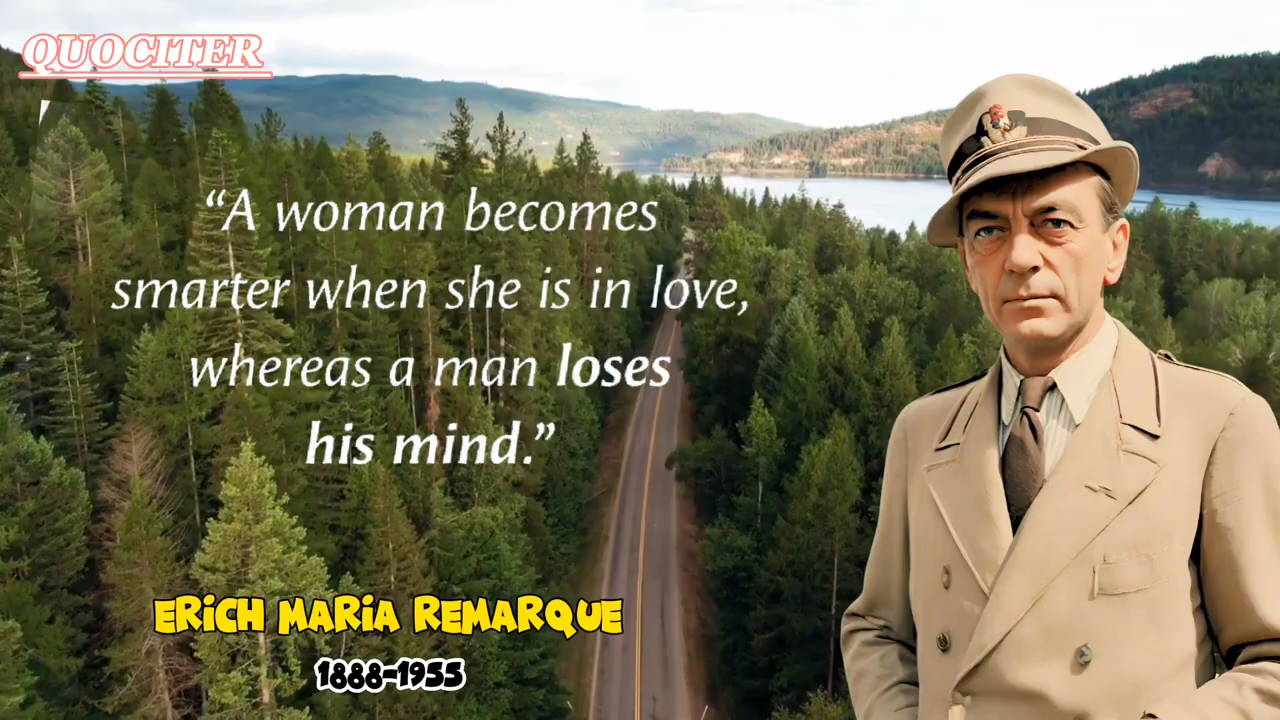 QUOCITER
“A woman becomes
smarter when she is in love,
whereas a man loses
his mind.”
ERiCH MARiA REMARQUE
1888-1955